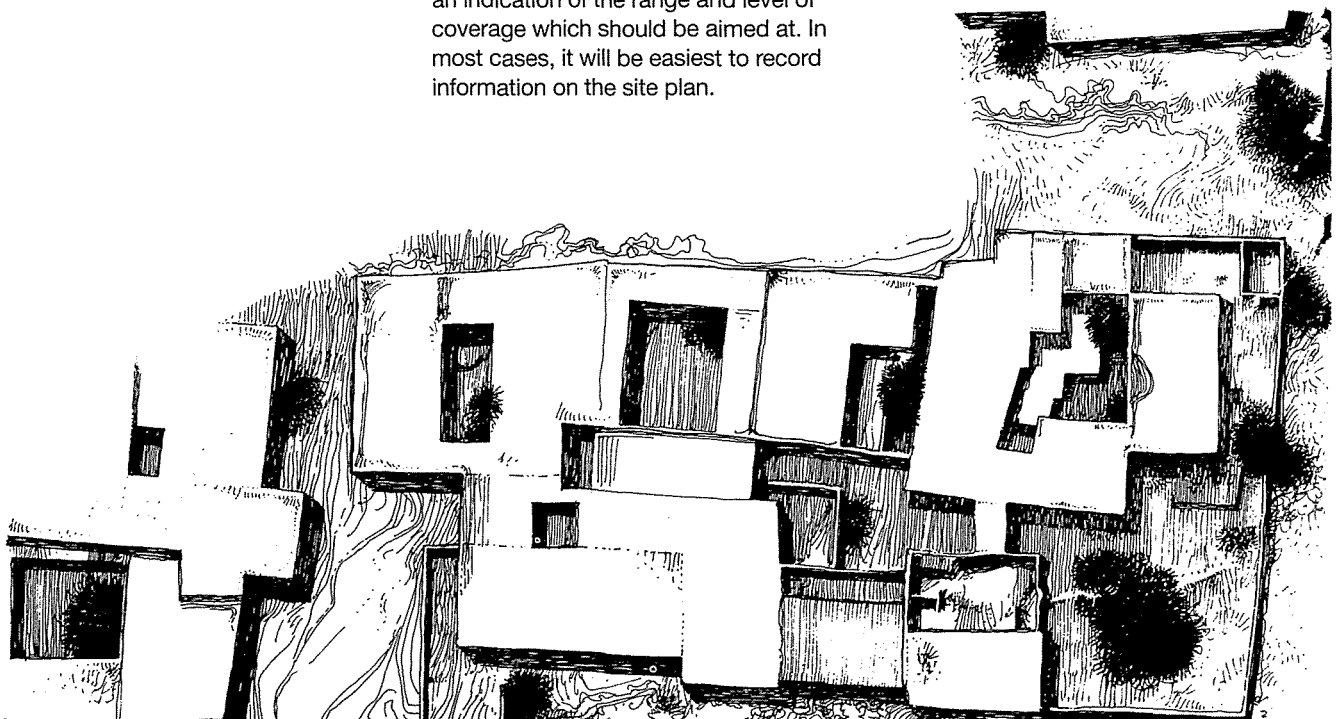 an indication of the range and level of
coverage which should be aimed at. In
most cases, it will be easiest to record
information on the site plan.
2